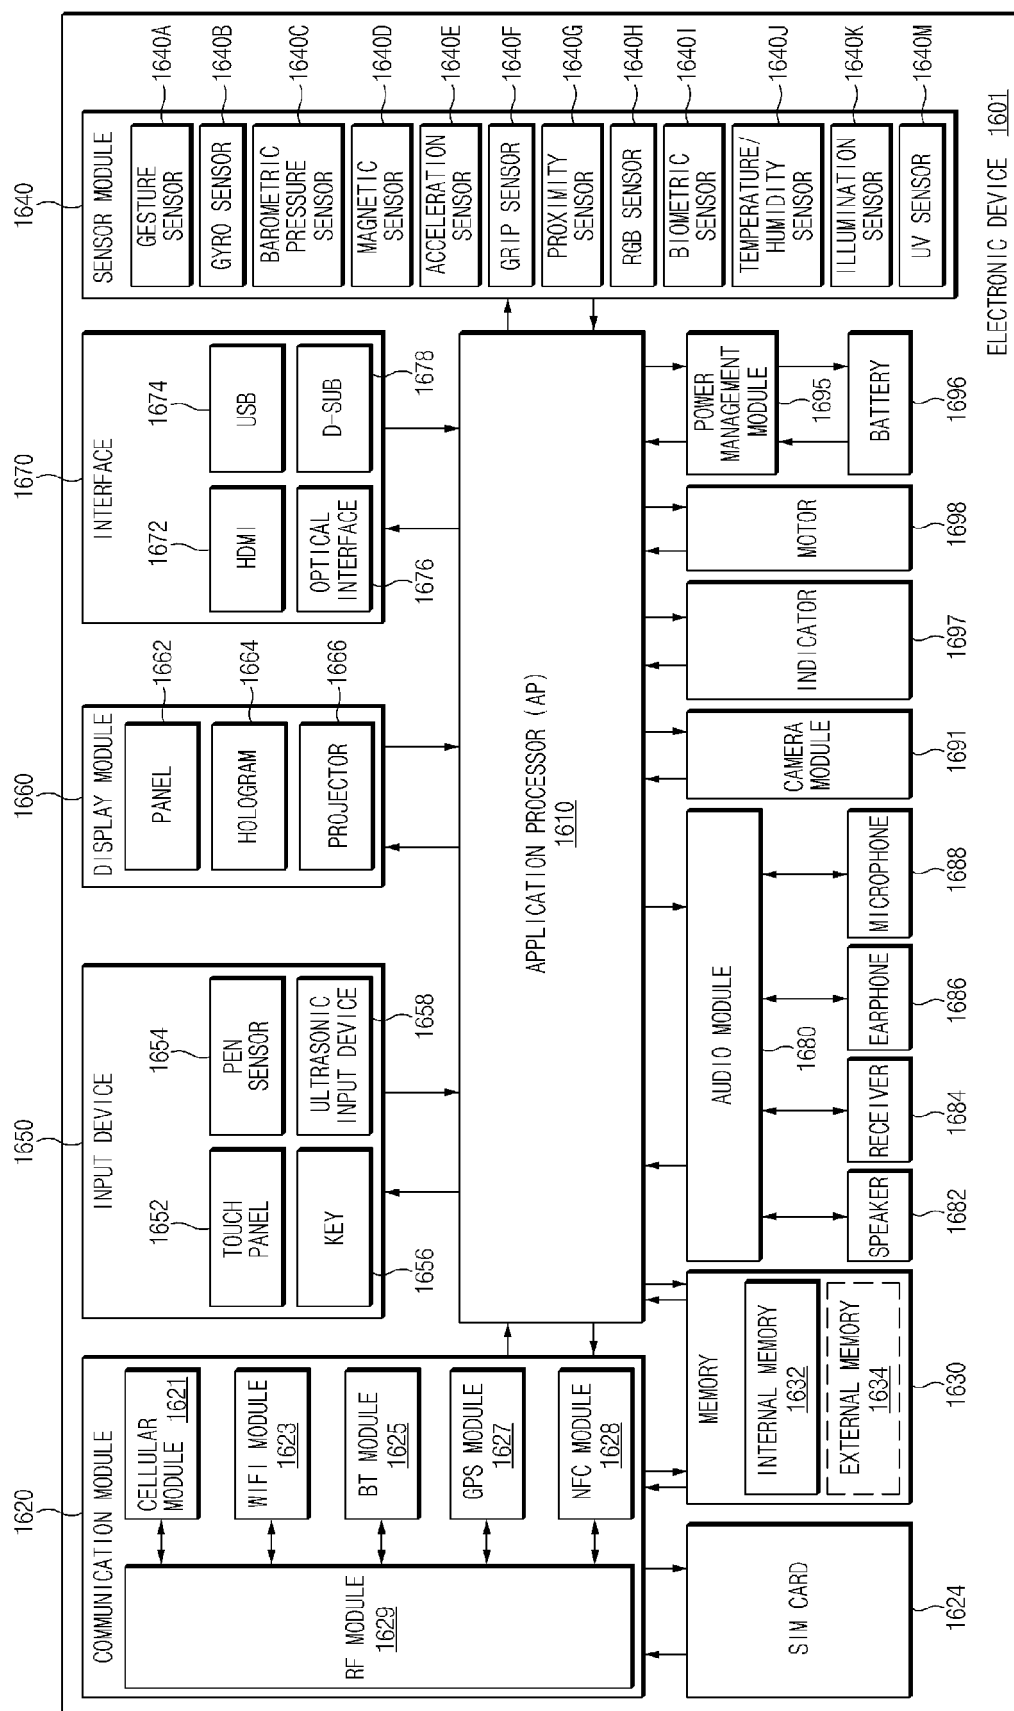 ELECTRONIC DEVICE 1601
1620
COMMUNICATION MODULE
RF MODULE
1629
CELLULAR
MODULE 1621
WIFI MODULE
1623
BT MODULE
1625
GPS MODULE
1627
NFC MODULE
1628
1650
INPUT DEVICE
1652
TOUCH
PANEL
1654
PEN
SENSOR
KEY
1656
ULTRASONIC
INPUT DEVICE
1658
1660
DISPLAY MODULE
PANEL
1662
HOLOGRAM
1664
PROJECTOR
1666
1670
INTERFACE
1672
HDMI
1674
USB
OPTICAL
INTERFACE
1676
D-SUB
1678
1640
SENSOR MODULE
GESTURE
SENSOR
1640A
GYRO SENSOR
1640B
BAROMETRIC
PRESSURE
SENSOR
1640C
MAGNETIC
SENSOR
1640D
ACCELERATION
SENSOR
1640E
GRIP SENSOR
1640F
PROXIMITY
SENSOR
1640G
RGB SENSOR
1640H
BIOMETRIC
SENSOR
1640I
TEMPERATURE/
HUMIDITY
SENSOR
1640J
ILLUMINATION
SENSOR
1640K
UV SENSOR
1640M
APPLICATION PROCESSOR (AP)
1610
SIM CARD
1624
MEMORY
INTERNAL MEMORY
1632
EXTERNAL MEMORY
1634
1630
AUDIO MODULE
1680
SPEAKER
1682
RECEIVER
1684
EARPHONE
1686
MICROPHONE
1688
CAMERA
MODULE
1691
INDICATOR
1697
MOTOR
1698
POWER
MANAGEMENT
MODULE
1695
BATTERY
1696